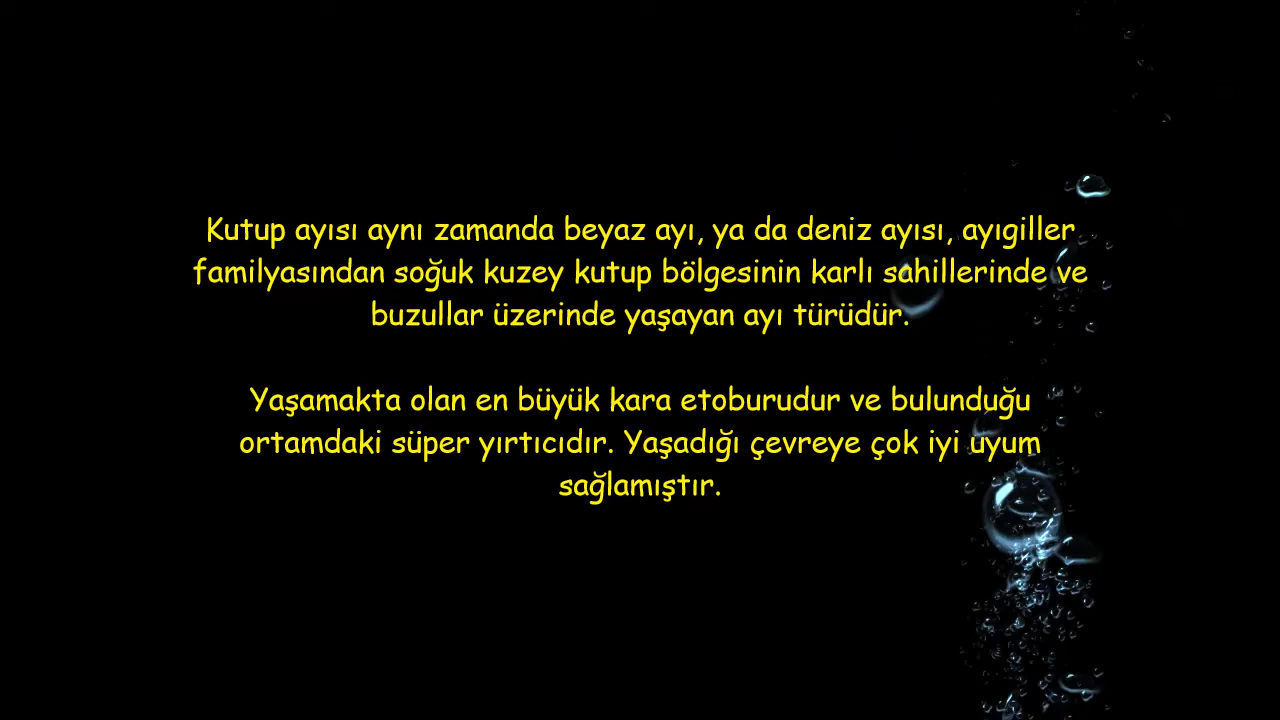 Kutup ayısı aynı zamanda beyaz ayı, ya da deniz ayısı, ayıgiller
familyasından soğuk kuzey kutup bölgesinin karlı sahillerinde ve
buzullar üzerinde yaşayan ayı türüdür.
Yaşamakta olan en büyük kara etoburudur ve bulunduğu
ortamdaki süper yırtıcıdır. Yaşadığı çevreye çok iyi uyum
sağlamıştır.